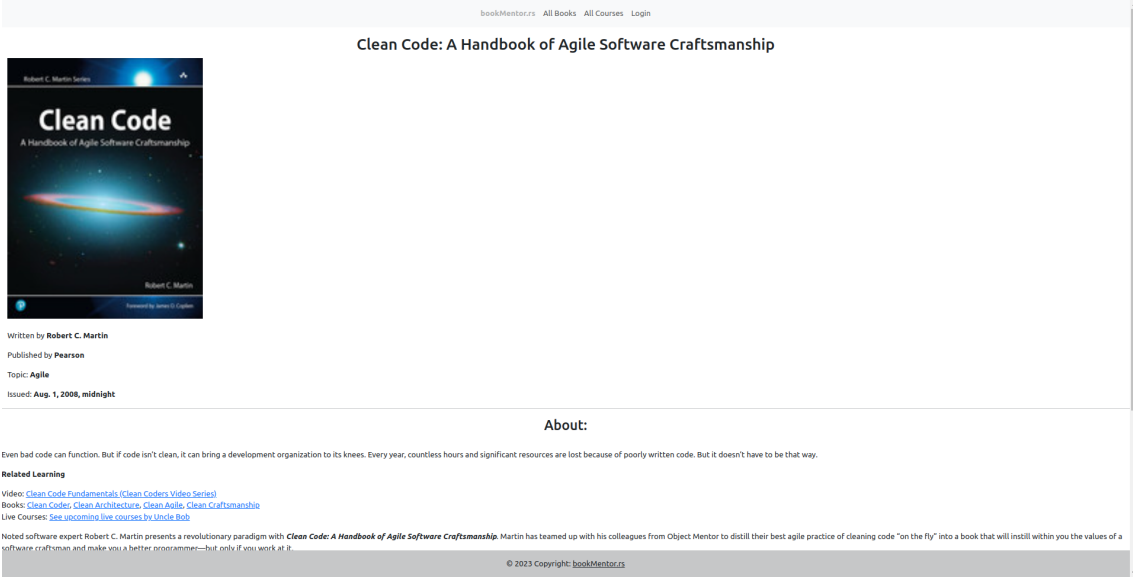 bookMentor.rs All Books All Courses Login
Clean Code: A Handbook of Agile Software Craftsmanship
Robert C. Martin Series
Clean Code
A Handbook of Agile Software Craftsmanship
Robert C. Martin
Foreword by James O. Coplien
Written by Robert C. Martin
Published by Pearson
Topic: Agile
Issued: Aug. 1, 2008, midnight
About:
Even bad code can function. But if code isn't clean, it can bring a development organization to its knees. Every year, countless hours and significant resources are lost because of poorly written code. But it doesn't have to be that way.
Related Learning
Video: Clean Code Fundamentals (Clean Coders Video Series)
Books: Clean Coder, Clean Architecture, Clean Agile, Clean Craftsmanship
Live Courses: See upcoming live courses by Uncle Bob
Noted software expert Robert C. Martin presents a revolutionary paradigm with Clean Code: A Handbook of Agile Software Craftsmanship. Martin has teamed up with his colleagues from Object Mentor to distill their best agile practice of cleaning code “on the fly” into a book that will instill within you the values of a
software craftsman and make you a better programmer—but only if you work at it.
© 2023 Copyright: bookMentor.rs